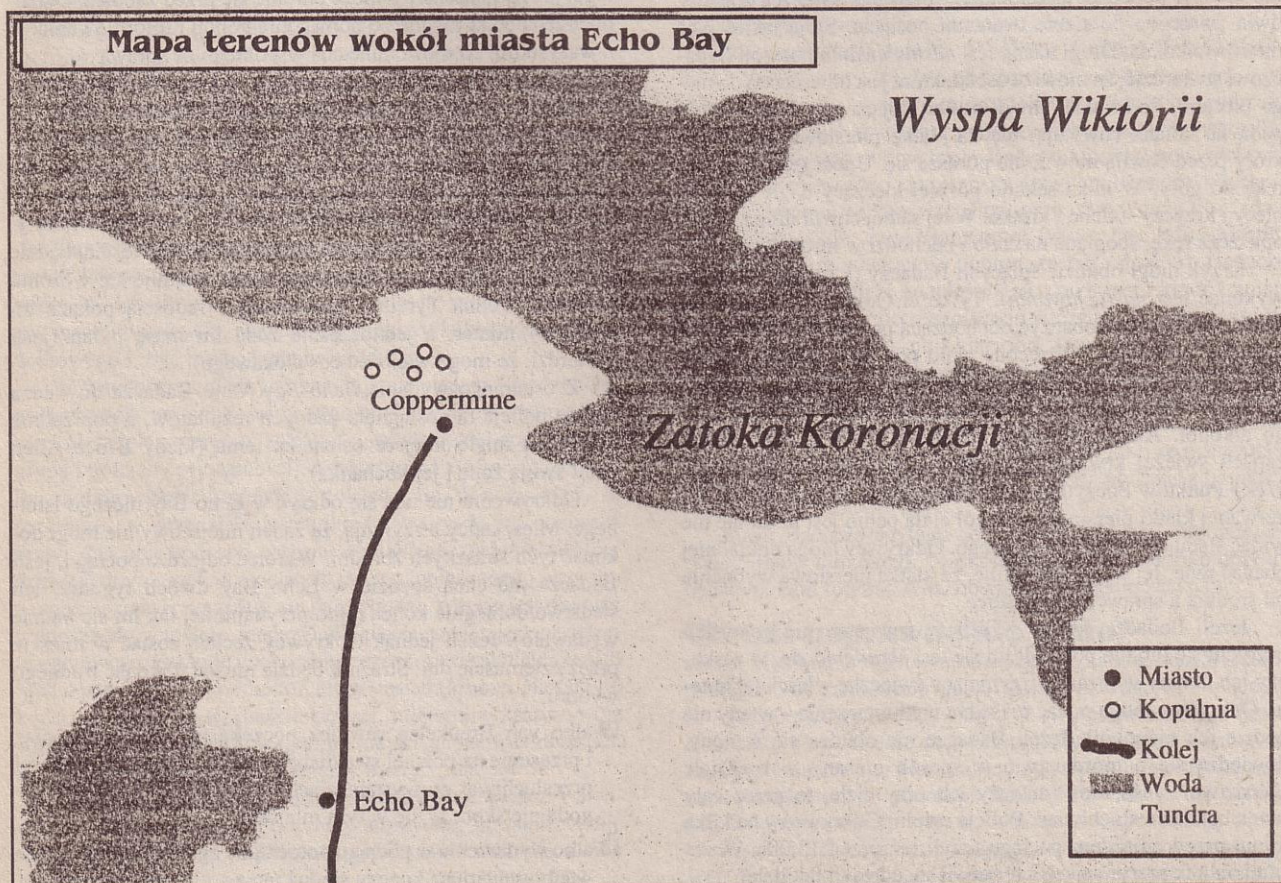 Mapa terenów wokół miasta Echo Bay
Wyspa Wiktorii
Coppermine
Zatoka Koronacji
Echo Bay
Miasto
Kopalnia
Kolej
Woda
Tundra